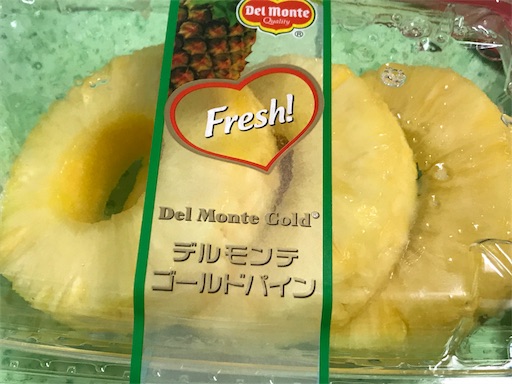 Del Monte
Quality
®
Fresh!
Del Monte Gold®
デルモンテ
ゴールドパイン